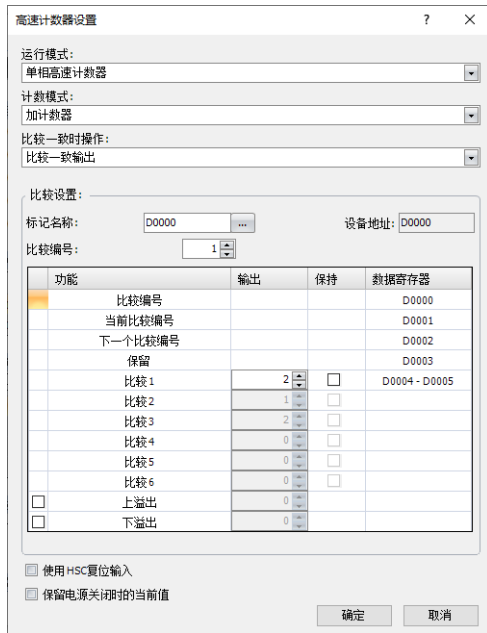 高速计数器设置 ? ×
运行模式:
单相高速计数器
计数模式:
加计数器
比较一致时操作:
比较一致输出
比较设置:
标记名称: D0000 ... 设备地址: D0000
比较编号: 1
功能 输出 保持 数据寄存器
比较编号 D0000
当前比较编号 D0001
下一个比较编号 D0002
保留 D0003
比较1 2 D0004 - D0005
比较2 1
比较3 2
比较4 0
比较5 0
比较6 0
上溢出 0
下溢出 0
使用HSC复位输入
保留电源关闭时的当前值
确定 取消